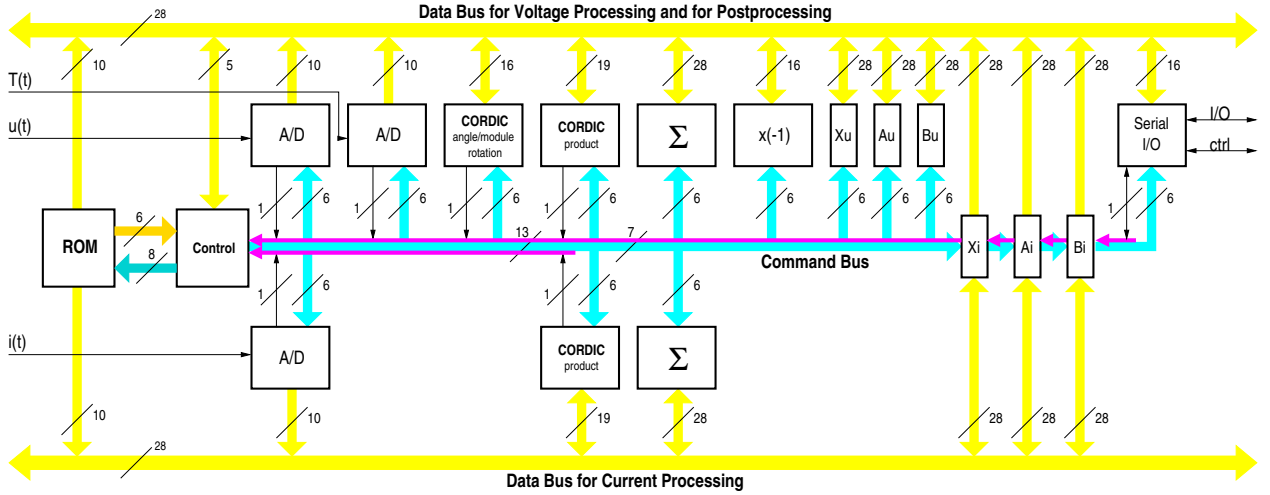 Data Bus for Voltage Processing and for Postprocessing
28
10 5 10 10 16 19 28 16 28 28 28 28 28 28 16
T(t)
u(t)
A/D
A/D
CORDIC
angle/module
rotation
CORDIC
product
Σ
x(-1)
Xu
Au
Bu
Serial
I/O
I/O
ctrl
1 6 1 6 1 6 1 6 6 6 6 6 6 1 6
ROM
6
8
Control
13
7
Command Bus
Xi
Ai
Bi
1 6 1 6 6
i(t)
A/D
CORDIC
product
Σ
10 10 19 28 28 28 28
28
Data Bus for Current Processing